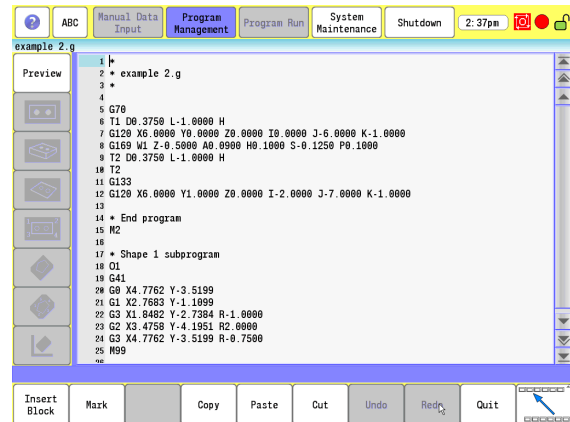 ?
ABC
Manual Data
Input
Program
Management
Program Run
System
Maintenance
Shutdown
2:37pm
example 2.g
Preview
1 *
2 * example 2.g
3 *
4
5 G70
6 T1 D0.3750 L-1.0000 H
7 G120 X6.0000 Y0.0000 Z0.0000 I0.0000 J-6.0000 K-1.0000
8 G169 W1 Z-0.5000 A0.0900 H0.1000 S-0.1250 P0.1000
9 T2 D0.3750 L-1.0000 H
10 T2
11 G133
12 G120 X6.0000 Y1.0000 Z0.0000 I-2.0000 J-7.0000 K-1.0000
13
14 * End program
15 M2
16
17 * Shape 1 subprogram
18 O1
19 G41
20 G0 X4.7762 Y-3.5199
21 G1 X2.7683 Y-1.1099
22 G3 X1.8482 Y-2.7384 R-1.0000
23 G2 X3.4758 Y-4.1951 R2.0000
24 G3 X4.7762 Y-3.5199 R-0.7500
25 M99
26
Insert
Block
Mark
Copy
Paste
Cut
Undo
Redo
Quit